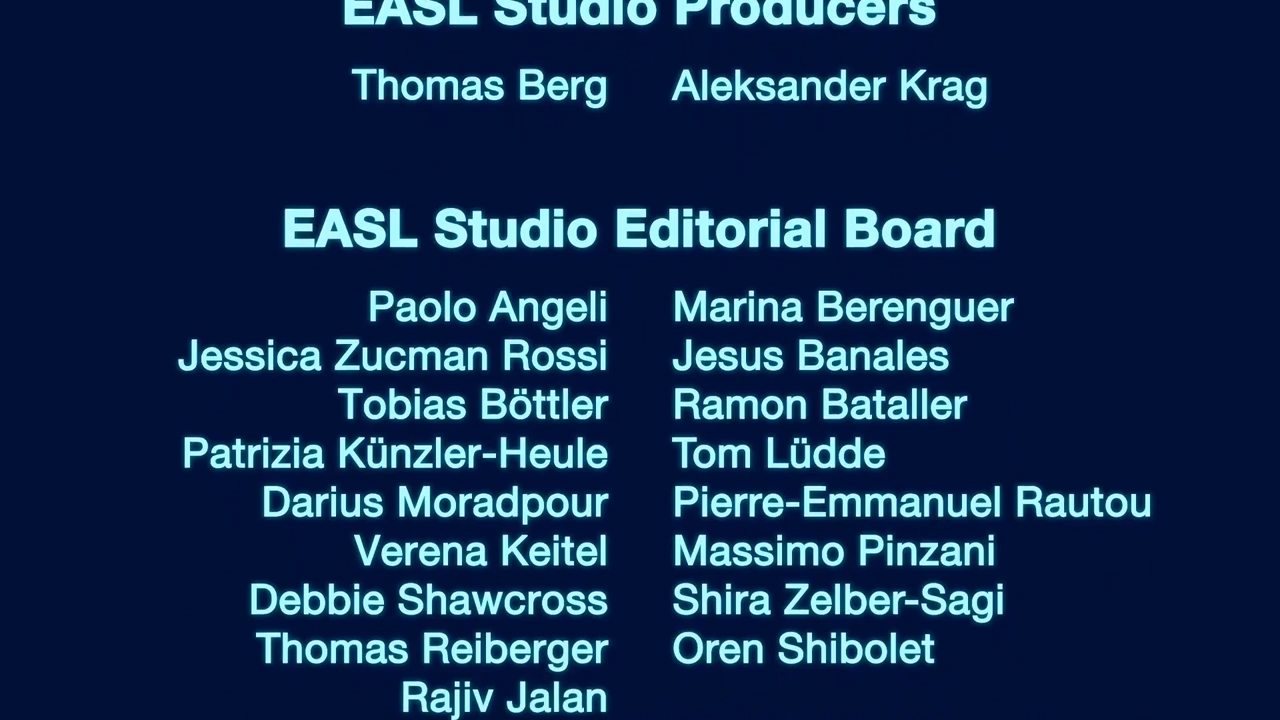 EASL Studio Producers
Thomas Berg Aleksander Krag
EASL Studio Editorial Board
Paolo Angeli Marina Berenguer
Jessica Zucman Rossi Jesus Banales
Tobias Böttler Ramon Bataller
Patrizia Künzler-Heule Tom Lüdde
Darius Moradpour Pierre-Emmanuel Rautou
Verena Keitel Massimo Pinzani
Debbie Shawcross Shira Zelber-Sagi
Thomas Reiberger Oren Shibolet
Rajiv Jalan